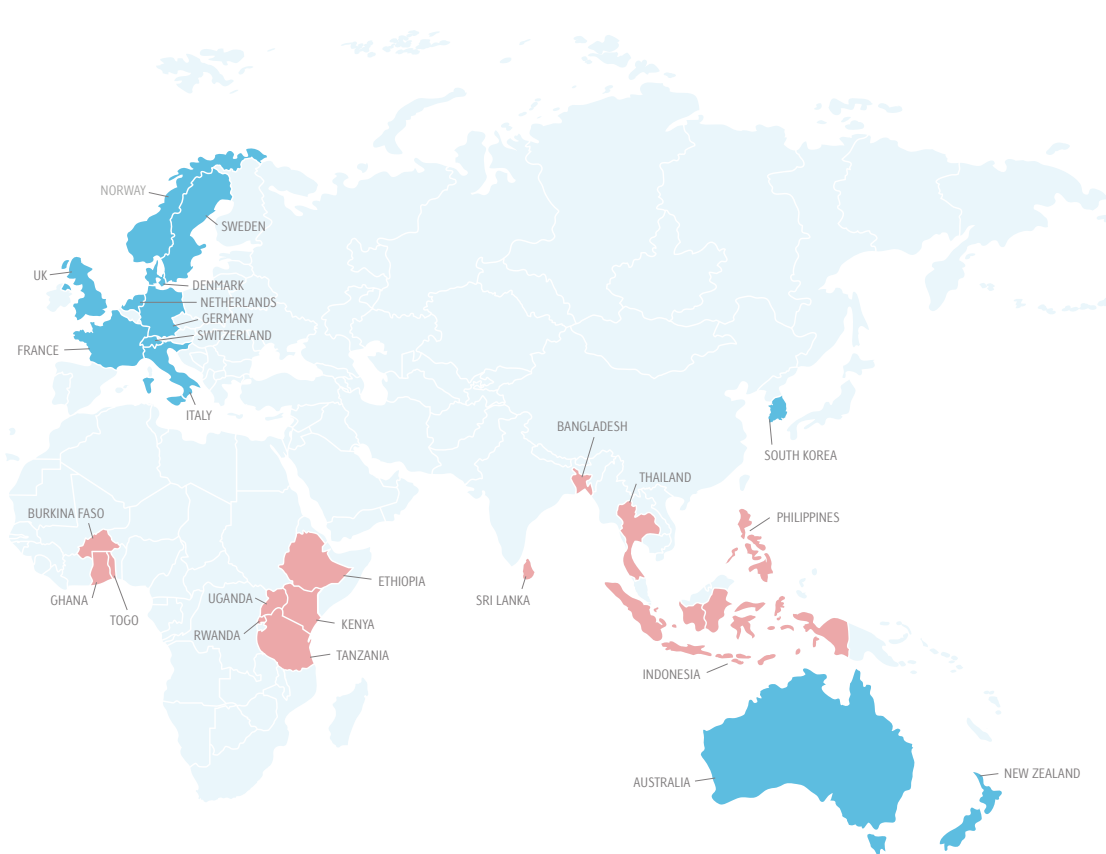 NORWAY
SWEDEN
UK
DENMARK
NETHERLANDS
GERMANY
SWITZERLAND
FRANCE
ITALY
BANGLADESH
SOUTH KOREA
THAILAND
BURKINA FASO
PHILIPPINES
ETHIOPIA
UGANDA
GHANA
SRI LANKA
TOGO
KENYA
RWANDA
TANZANIA
INDONESIA
NEW ZEALAND
AUSTRALIA